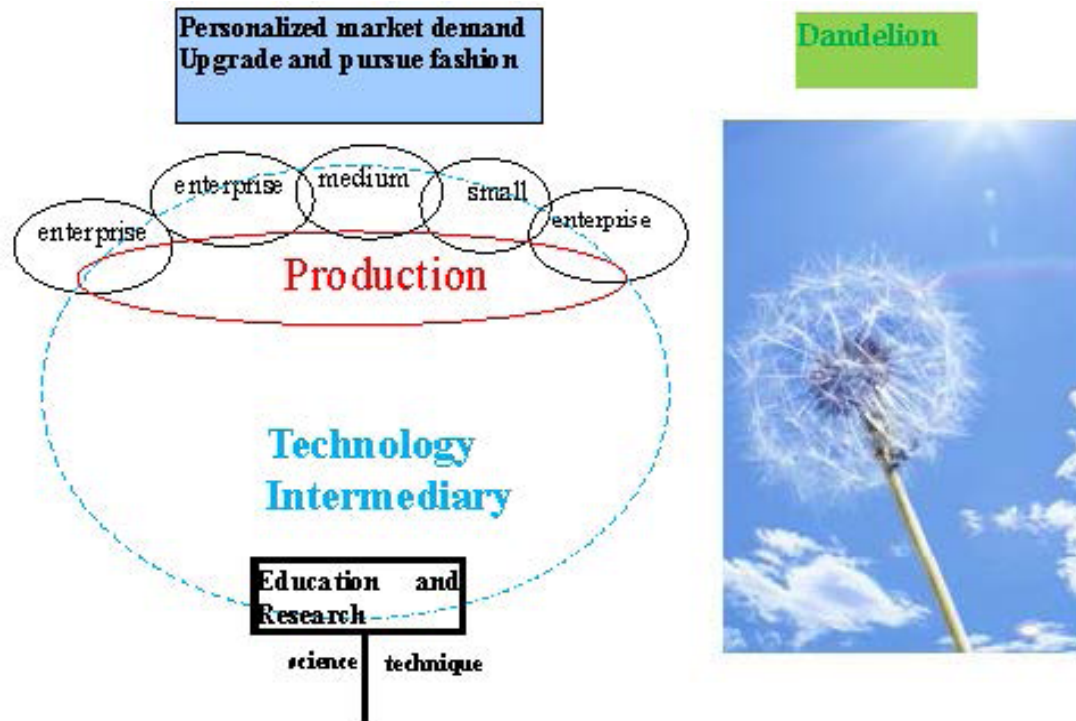 Personalized market demand
Upgrade and pursue fashion
Dandelion
enterprise
enterprise
medium
small
enterprise
Production
Technology
Intermediary
Education and
Research
science
technique